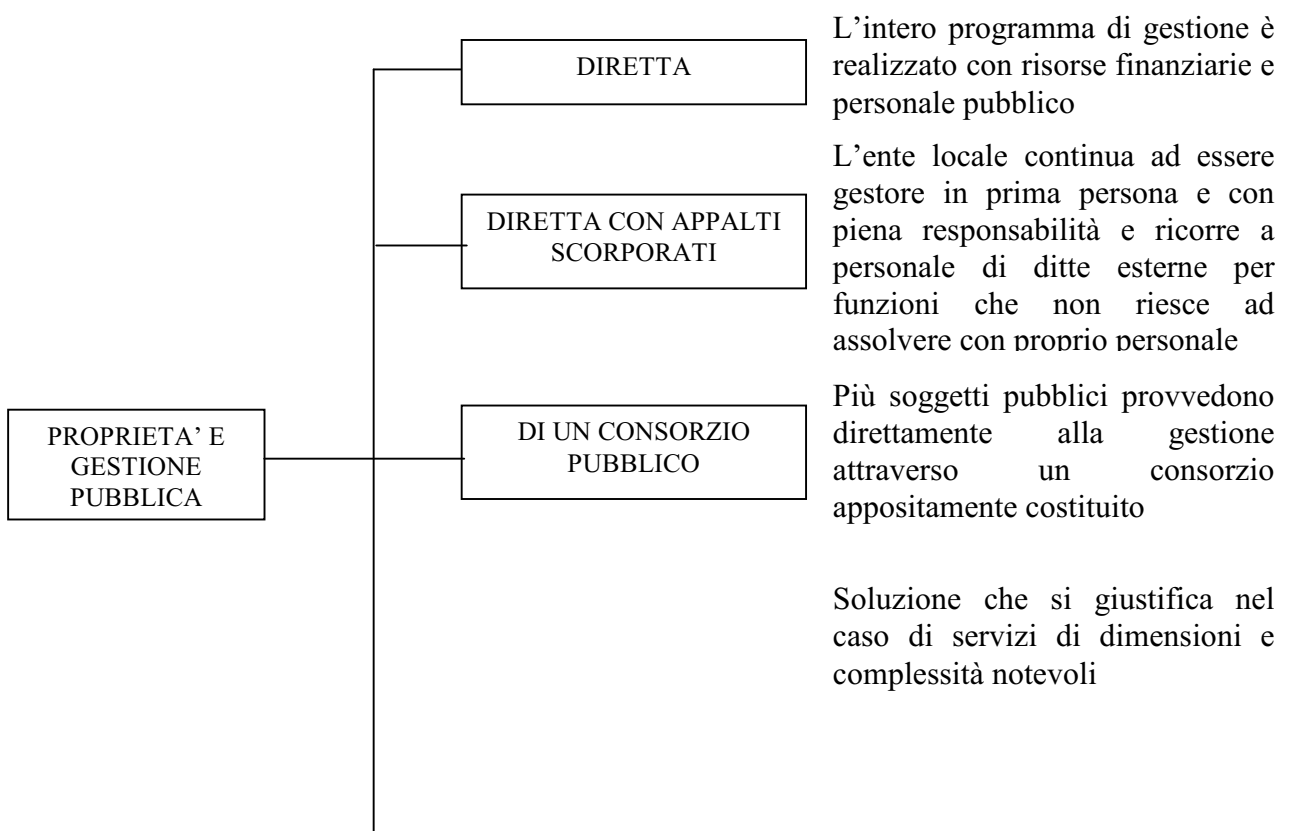 DIRETTA
L’intero programma di gestione è
realizzato con risorse finanziarie e
personale pubblico
DIRETTA CON APPALTI
SCORPORATI
L’ente locale continua ad essere
gestore in prima persona e con
piena responsabilità e ricorre a
personale di ditte esterne per
funzioni che non riesce ad
assolvere con proprio personale
PROPRIETA’ E
GESTIONE
PUBBLICA
DI UN CONSORZIO
PUBBLICO
Più soggetti pubblici provvedono
direttamente alla gestione
attraverso un consorzio
appositamente costituito
Soluzione che si giustifica nel
caso di servizi di dimensioni e
complessità notevoli